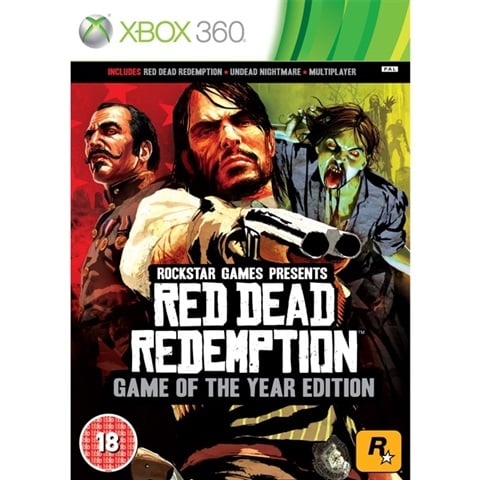 XBOX 360
INCLUDES RED DEAD REDEMPTION • UNDEAD NIGHTMARE • MULTIPLAYER
PAL
ROCKSTAR GAMES PRESENTS
RED DEAD
REDEMPTION™
GAME OF THE YEAR EDITION
18
R★